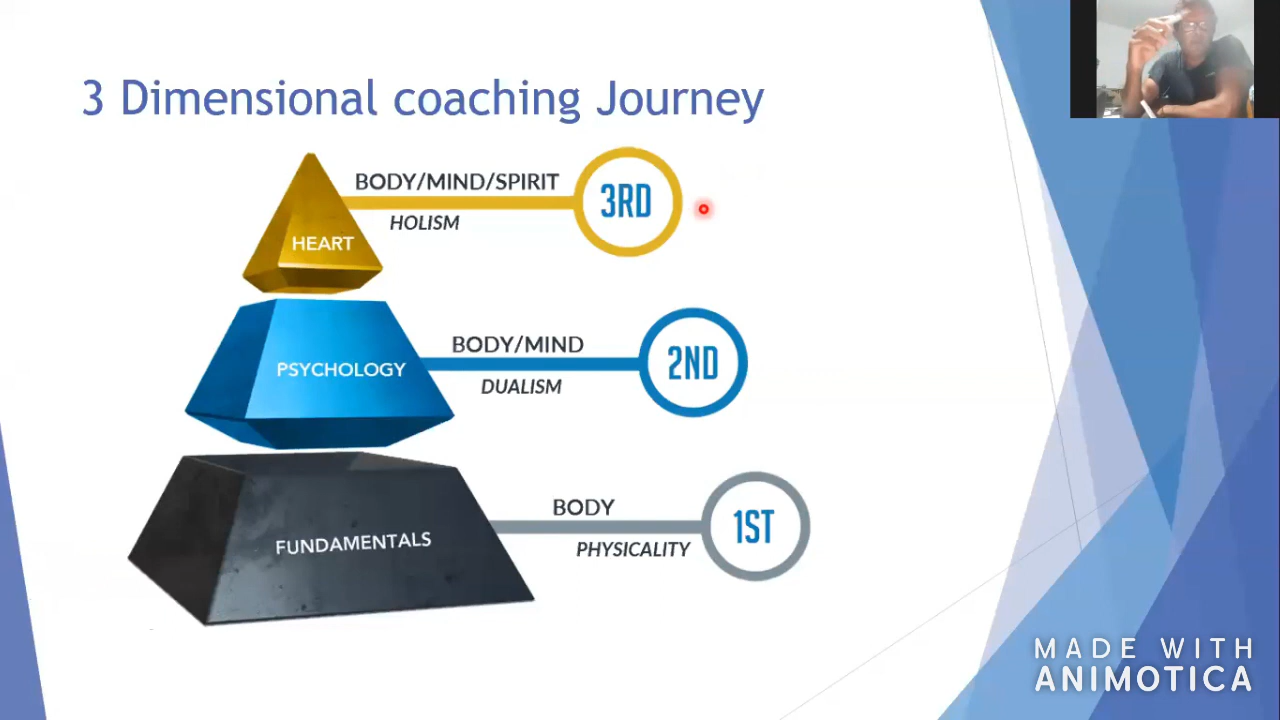 3 Dimensional coaching Journey
BODY/MIND/SPIRIT
3RD
HOLISM
HEART
BODY/MIND
2ND
PSYCHOLOGY
DUALISM
BODY
1ST
FUNDAMENTALS
PHYSICALITY
MADE WITH
ANIMOTICA